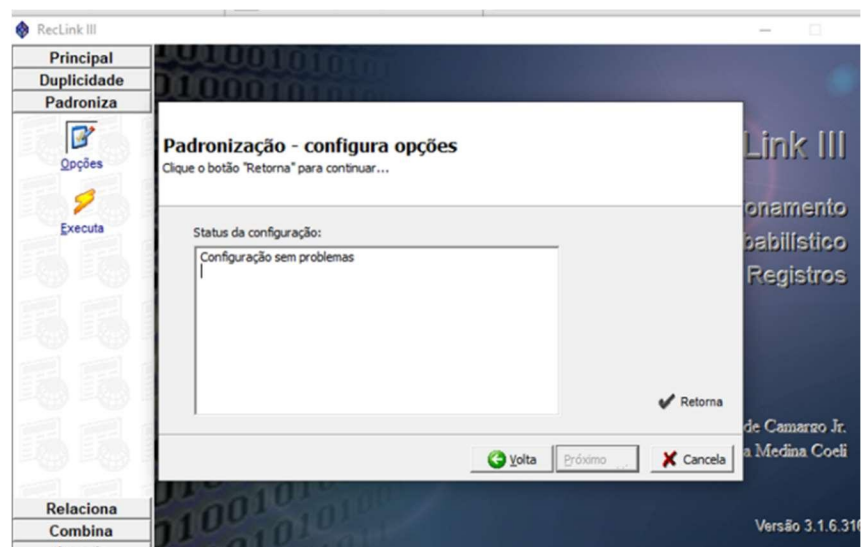 RecLink III
Principal
Duplicidade
Padroniza
Opções
Executa
Relaciona
Combina
Padronização - configura opções
Clique o botão "Retorna" para continuar...
Status da configuração:
Configuração sem problemas
Retorna
Volta
Próximo
Cancela
Link III
onamento
babilístico
Registros
de Camargo Jr.
a Medina Coeli
Versão 3.1.6.316